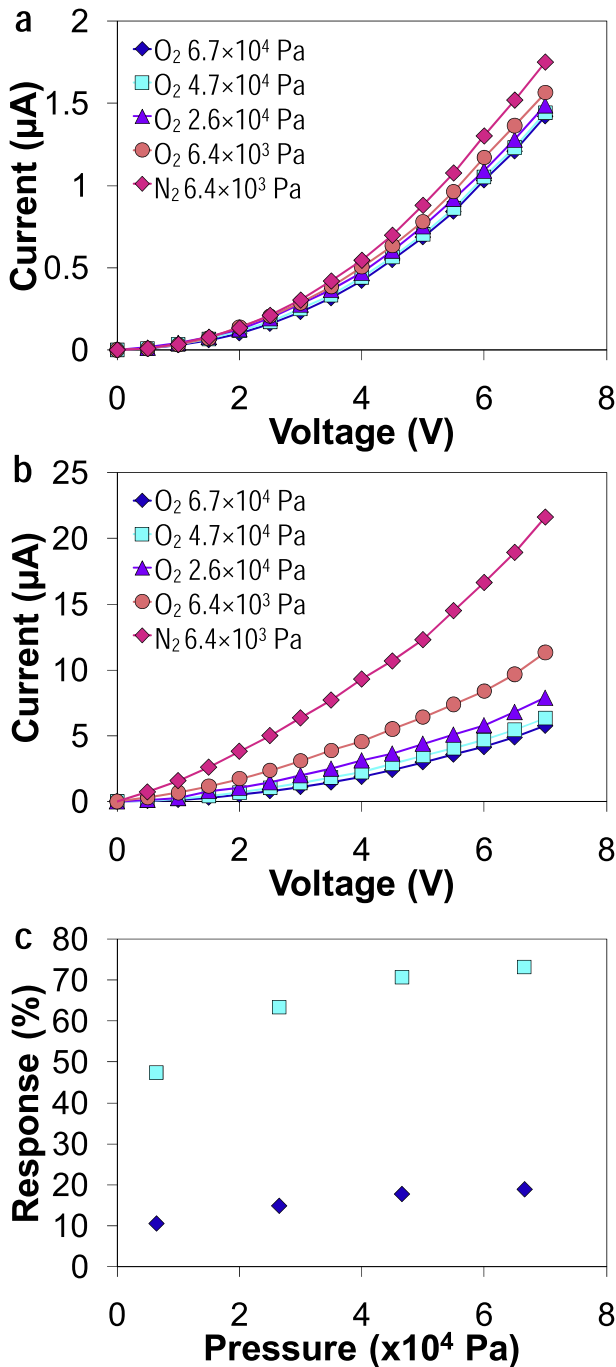 a
2
1.5
1
0.5
0
Current (µA)
O₂ 6.7×10⁴ Pa
O₂ 4.7×10⁴ Pa
O₂ 2.6×10⁴ Pa
O₂ 6.4×10³ Pa
N₂ 6.4×10³ Pa
0 2 4 6 8
Voltage (V)
b
25
20
15
10
5
0
Current (µA)
O₂ 6.7×10⁴ Pa
O₂ 4.7×10⁴ Pa
O₂ 2.6×10⁴ Pa
O₂ 6.4×10³ Pa
N₂ 6.4×10³ Pa
0 2 4 6 8
Voltage (V)
c
80
70
60
50
40
30
20
10
0
Response (%)
0 2 4 6 8
Pressure (x10⁴ Pa)